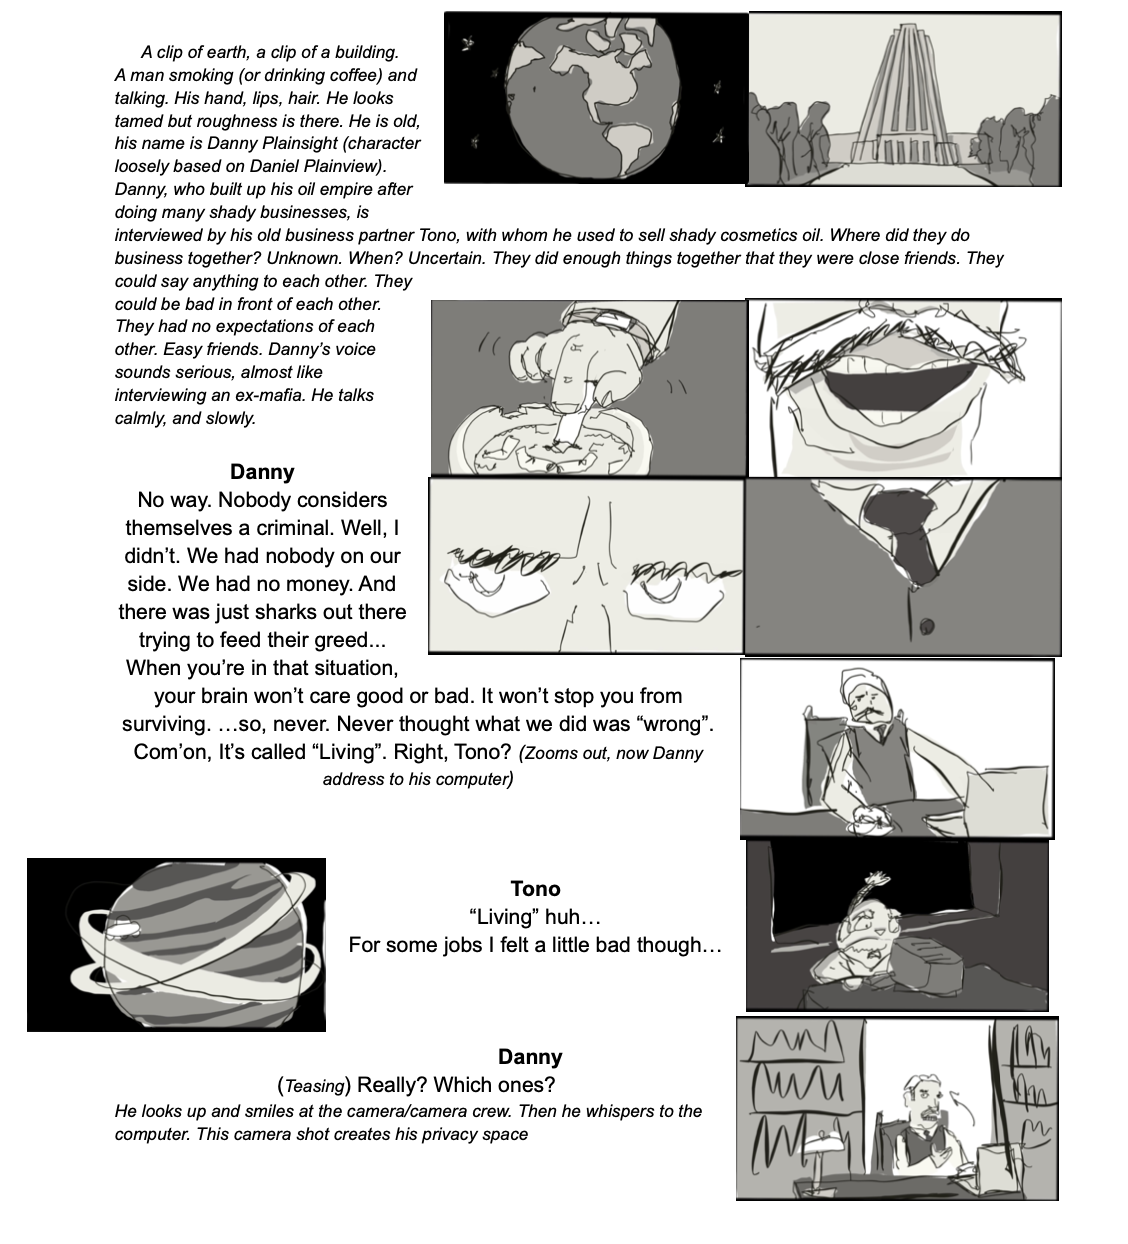 A clip of earth, a clip of a building.
A man smoking (or drinking coffee) and
talking. His hand, lips, hair. He looks
tamed but roughness is there. He is old,
his name is Danny Plainsight (character
loosely based on Daniel Plainview).
Danny, who built up his oil empire after
doing many shady businesses, is
interviewed by his old business partner Tono, with whom he used to sell shady cosmetics oil. Where did they do
business together? Unknown. When? Uncertain. They did enough things together that they were close friends. They
could say anything to each other. They
could be bad in front of each other.
They had no expectations of each
other. Easy friends. Danny’s voice
sounds serious, almost like
interviewing an ex-mafia. He talks
calmly, and slowly.
Danny
No way. Nobody considers
themselves a criminal. Well, I
didn’t. We had nobody on our
side. We had no money. And
there was just sharks out there
trying to feed their greed...
When you’re in that situation,
your brain won’t care good or bad. It won’t stop you from
surviving. …so, never. Never thought what we did was “wrong”.
Com’on, It’s called “Living”. Right, Tono? (Zooms out, now Danny
address to his computer)
Tono
“Living” huh…
For some jobs I felt a little bad though…
Danny
(Teasing) Really? Which ones?
He looks up and smiles at the camera/camera crew. Then he whispers to the
computer. This camera shot creates his privacy space